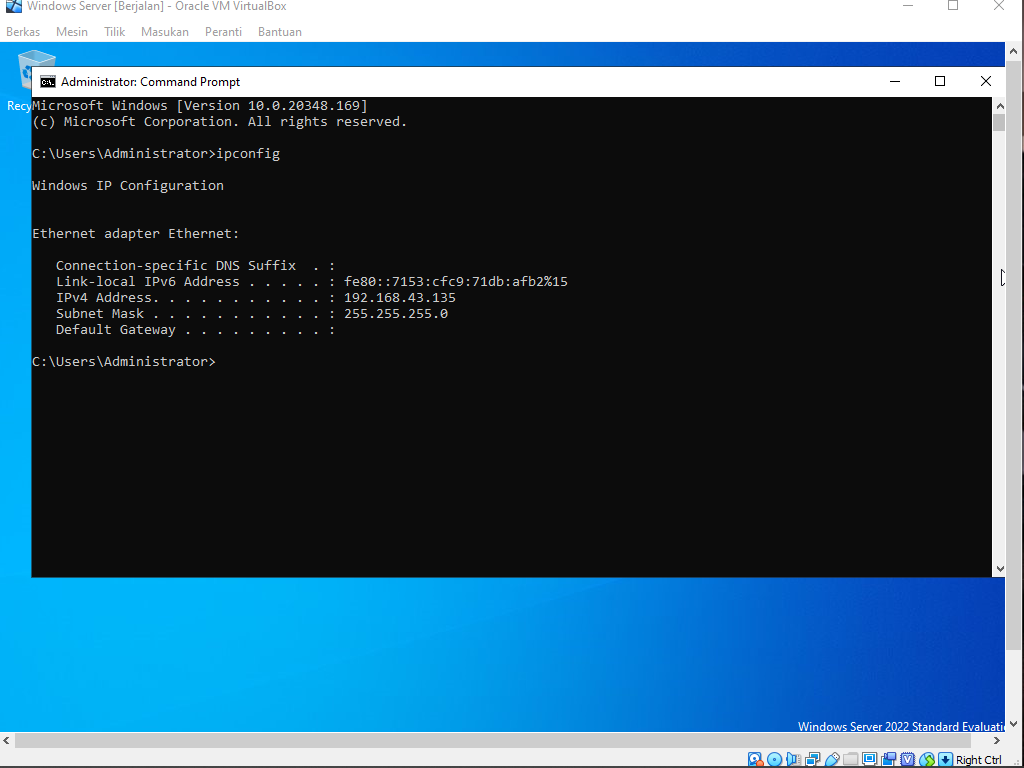 Windows Server [Berjalan] - Oracle VM VirtualBox
Berkas Mesin Tilik Masukan Peranti Bantuan
Administrator: Command Prompt
Recy
Microsoft Windows [Version 10.0.20348.169]
(c) Microsoft Corporation. All rights reserved.
C:\Users\Administrator>ipconfig
Windows IP Configuration
Ethernet adapter Ethernet:
Connection-specific DNS Suffix . :
Link-local IPv6 Address . . . . . : fe80::7153:cfc9:71db:afb2%15
IPv4 Address. . . . . . . . . . . : 192.168.43.135
Subnet Mask . . . . . . . . . . . : 255.255.255.0
Default Gateway . . . . . . . . . :
C:\Users\Administrator>
Windows Server 2022 Standard Evaluatio
Right Ctrl